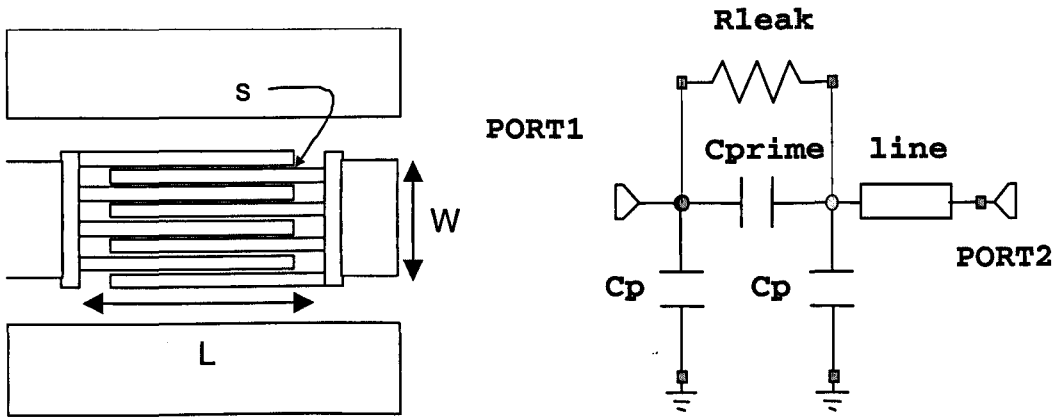 S
W
L
Rleak
PORT1
Cprime
line
PORT2
Cp
Cp